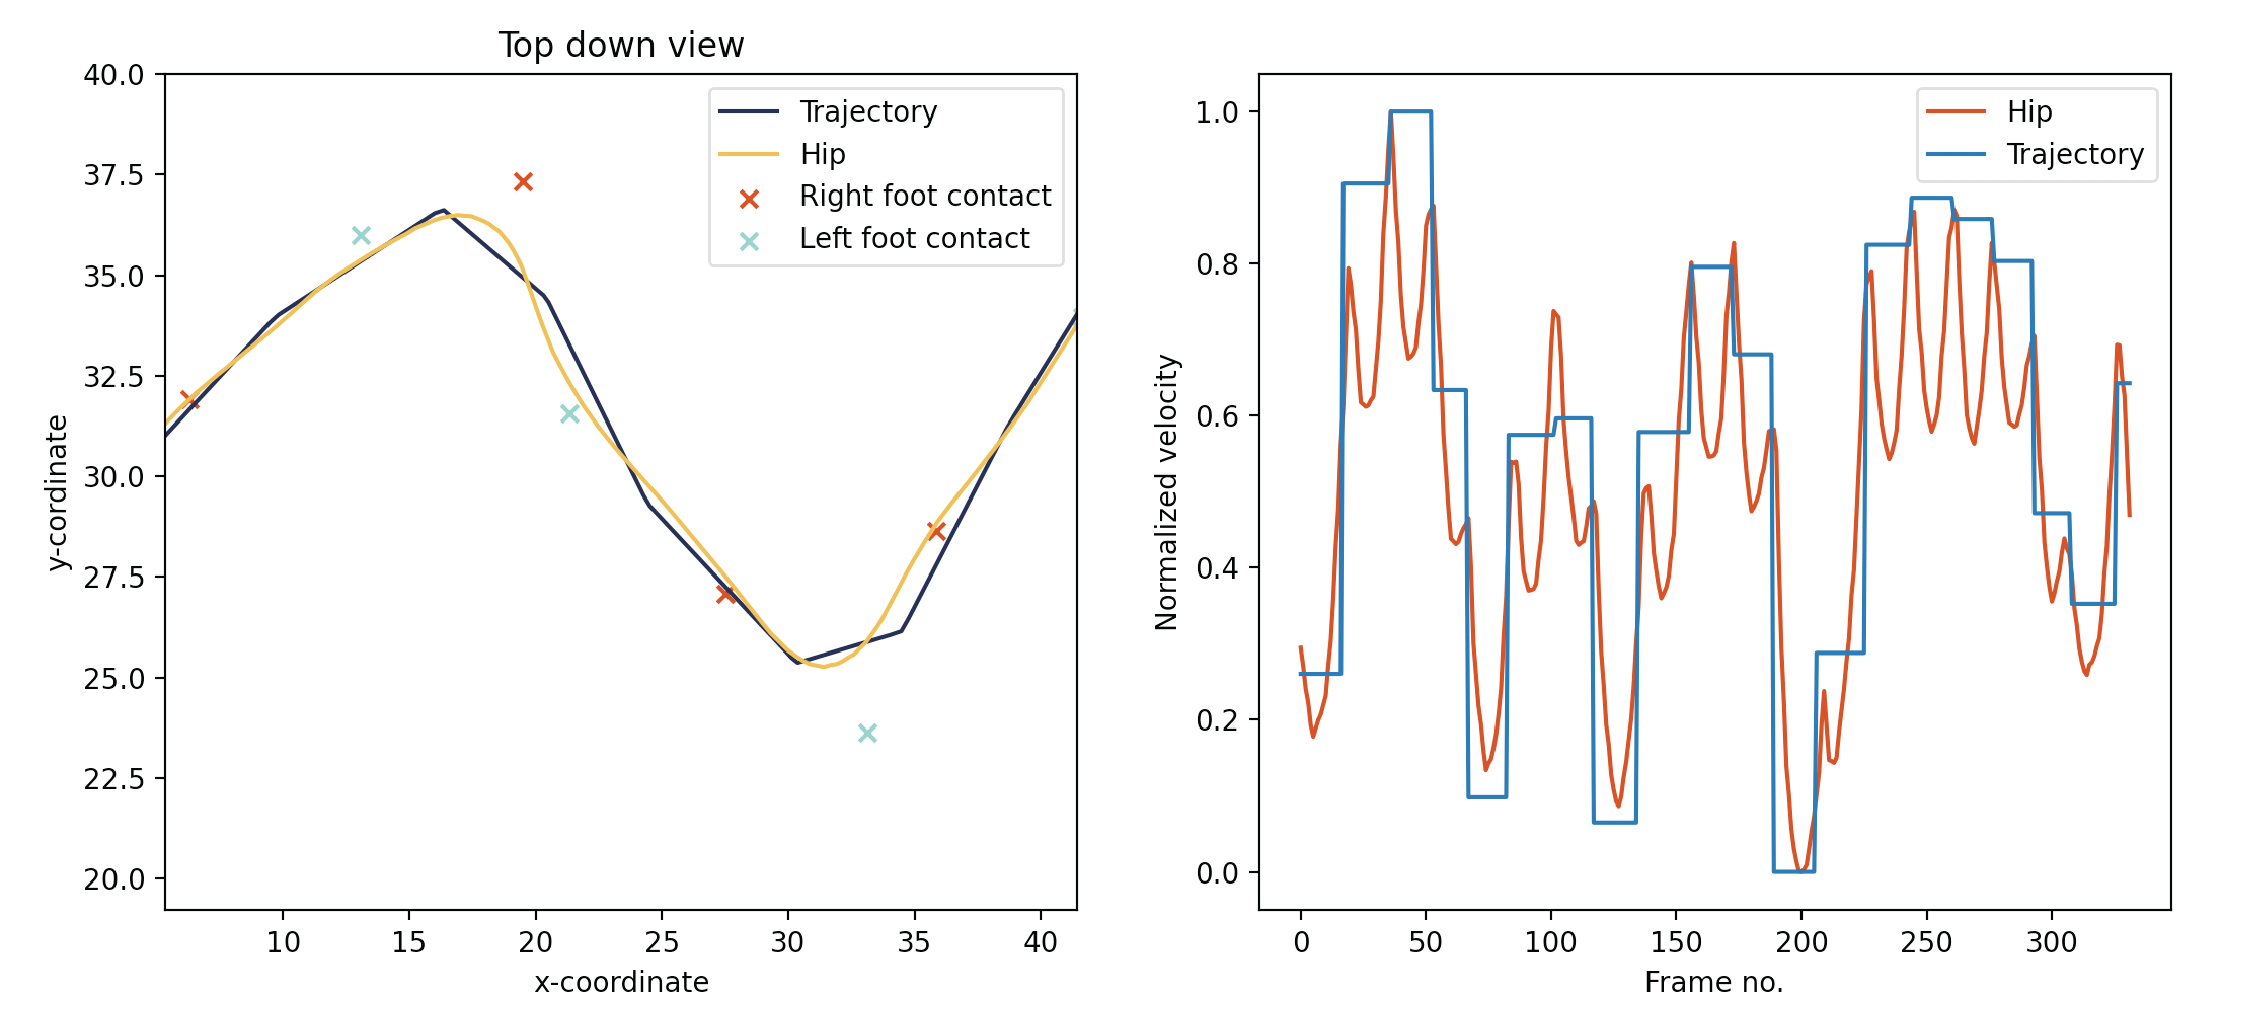 Top down view
40.0
37.5
35.0
32.5
30.0
27.5
25.0
22.5
20.0
y-cordinate
10 15 20 25 30 35 40
x-coordinate
Trajectory
Hip
Right foot contact
Left foot contact
1.0
0.8
0.6
0.4
0.2
0.0
Normalized velocity
0 50 100 150 200 250 300
Frame no.
Hip
Trajectory